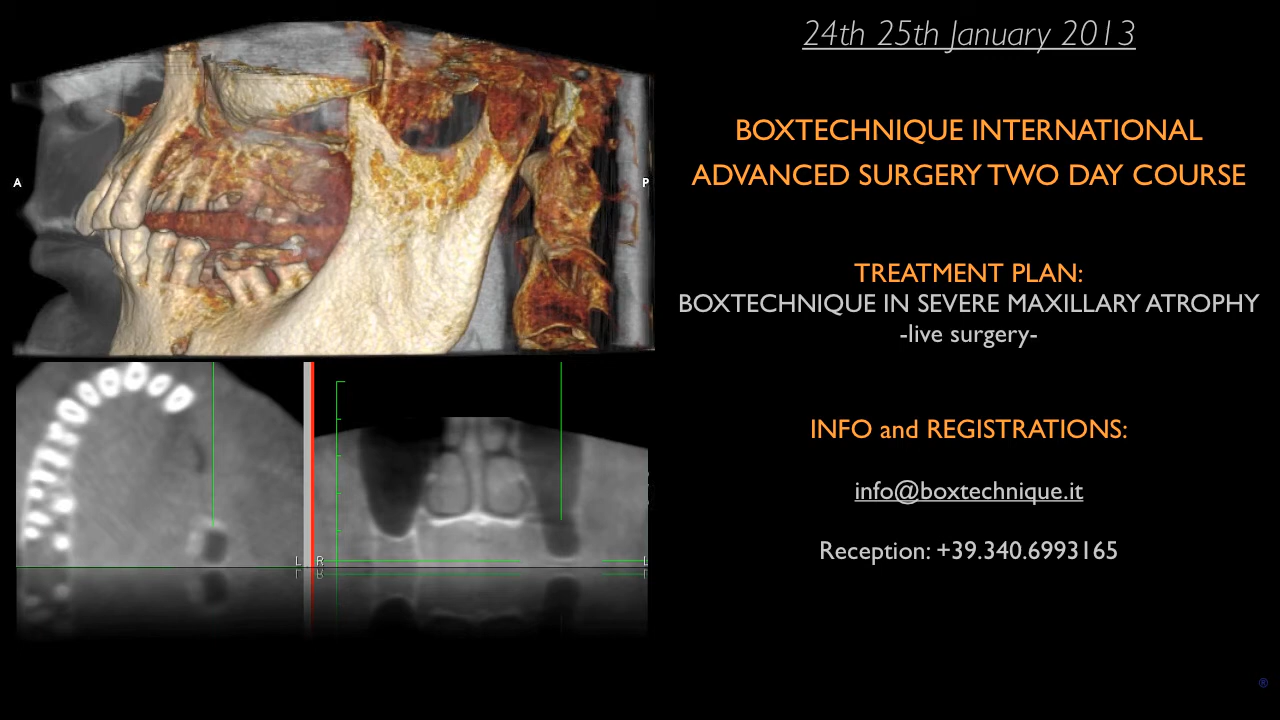 24th 25th January 2013
BOXTECHNIQUE INTERNATIONAL
ADVANCED SURGERY TWO DAY COURSE
A
P
TREATMENT PLAN:
BOXTECHNIQUE IN SEVERE MAXILLARY ATROPHY
-live surgery-
INFO and REGISTRATIONS:
info@boxtechnique.it
Reception: +39.340.6993165
L R
L
®